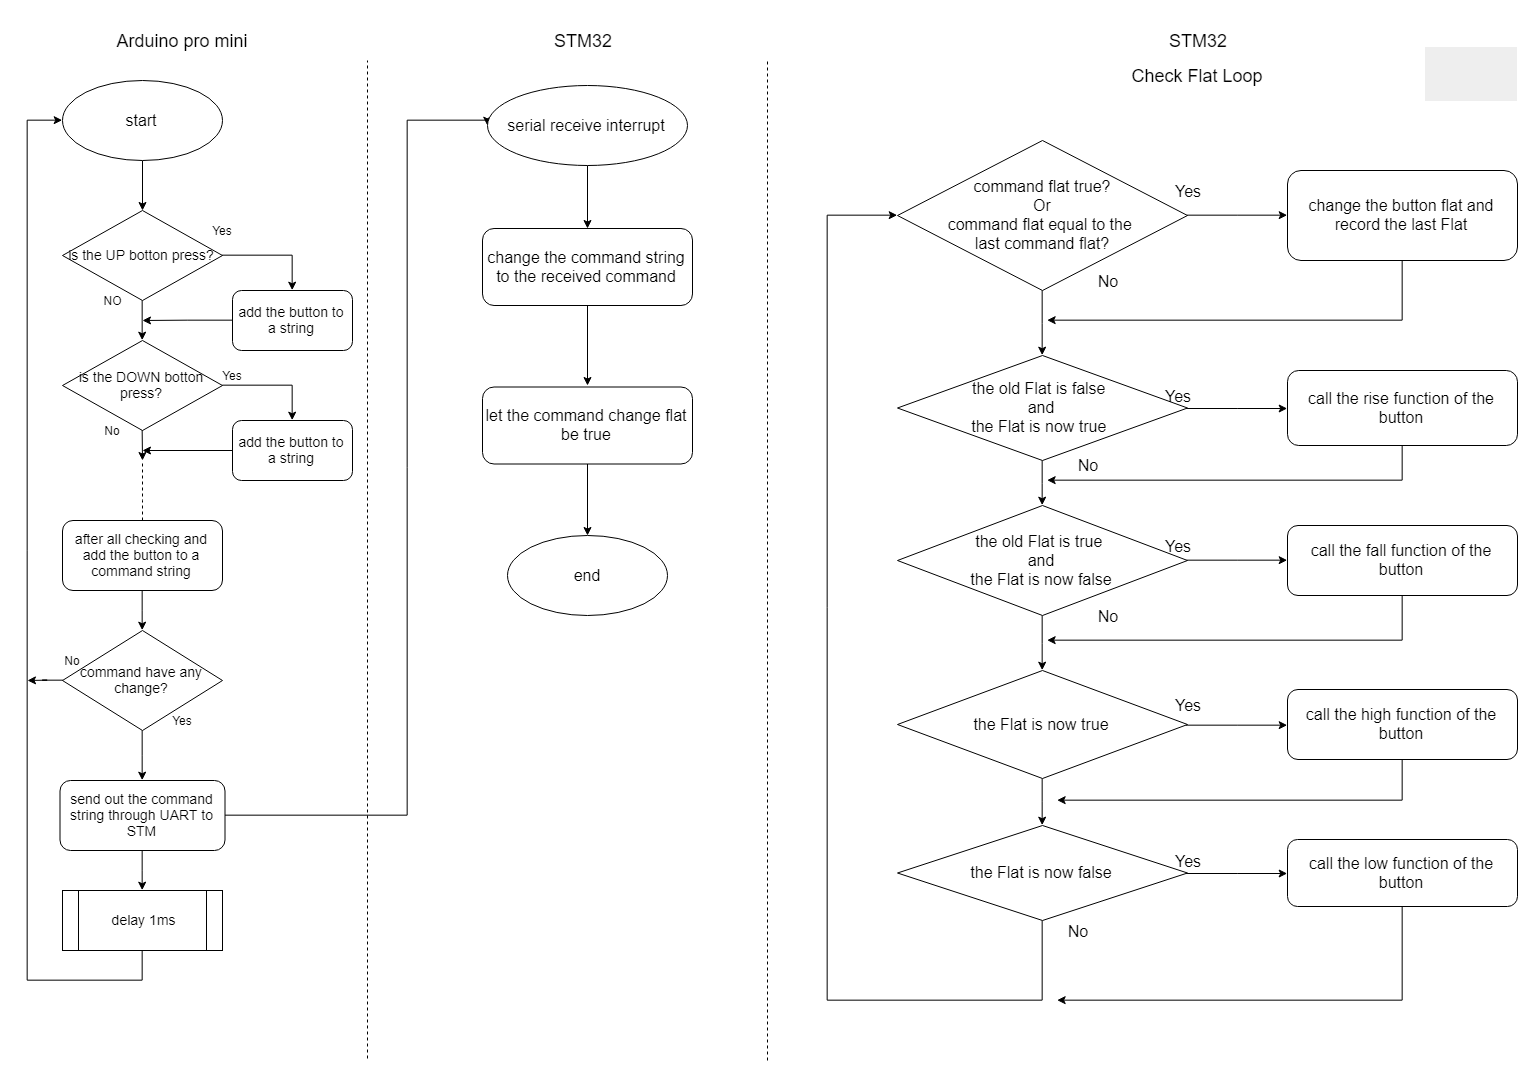 Arduino pro mini
start
is the UP botton press?
Yes
NO
add the button to
a string
is the DOWN botton
press?
Yes
No
add the button to
a string
after all checking and
add the button to a
command string
command have any
change?
No
Yes
send out the command
string through UART to
STM
delay 1ms
STM32
serial receive interrupt
change the command string
to the received command
let the command change flat
be true
end
STM32
Check Flat Loop
command flat true?
Or
command flat equal to the
last command flat?
Yes
No
change the button flat and
record the last Flat
the old Flat is false
and
the Flat is now true
Yes
No
call the rise function of the
button
the old Flat is true
and
the Flat is now false
Yes
No
call the fall function of the
button
the Flat is now true
Yes
call the high function of the
button
the Flat is now false
Yes
No
call the low function of the
button